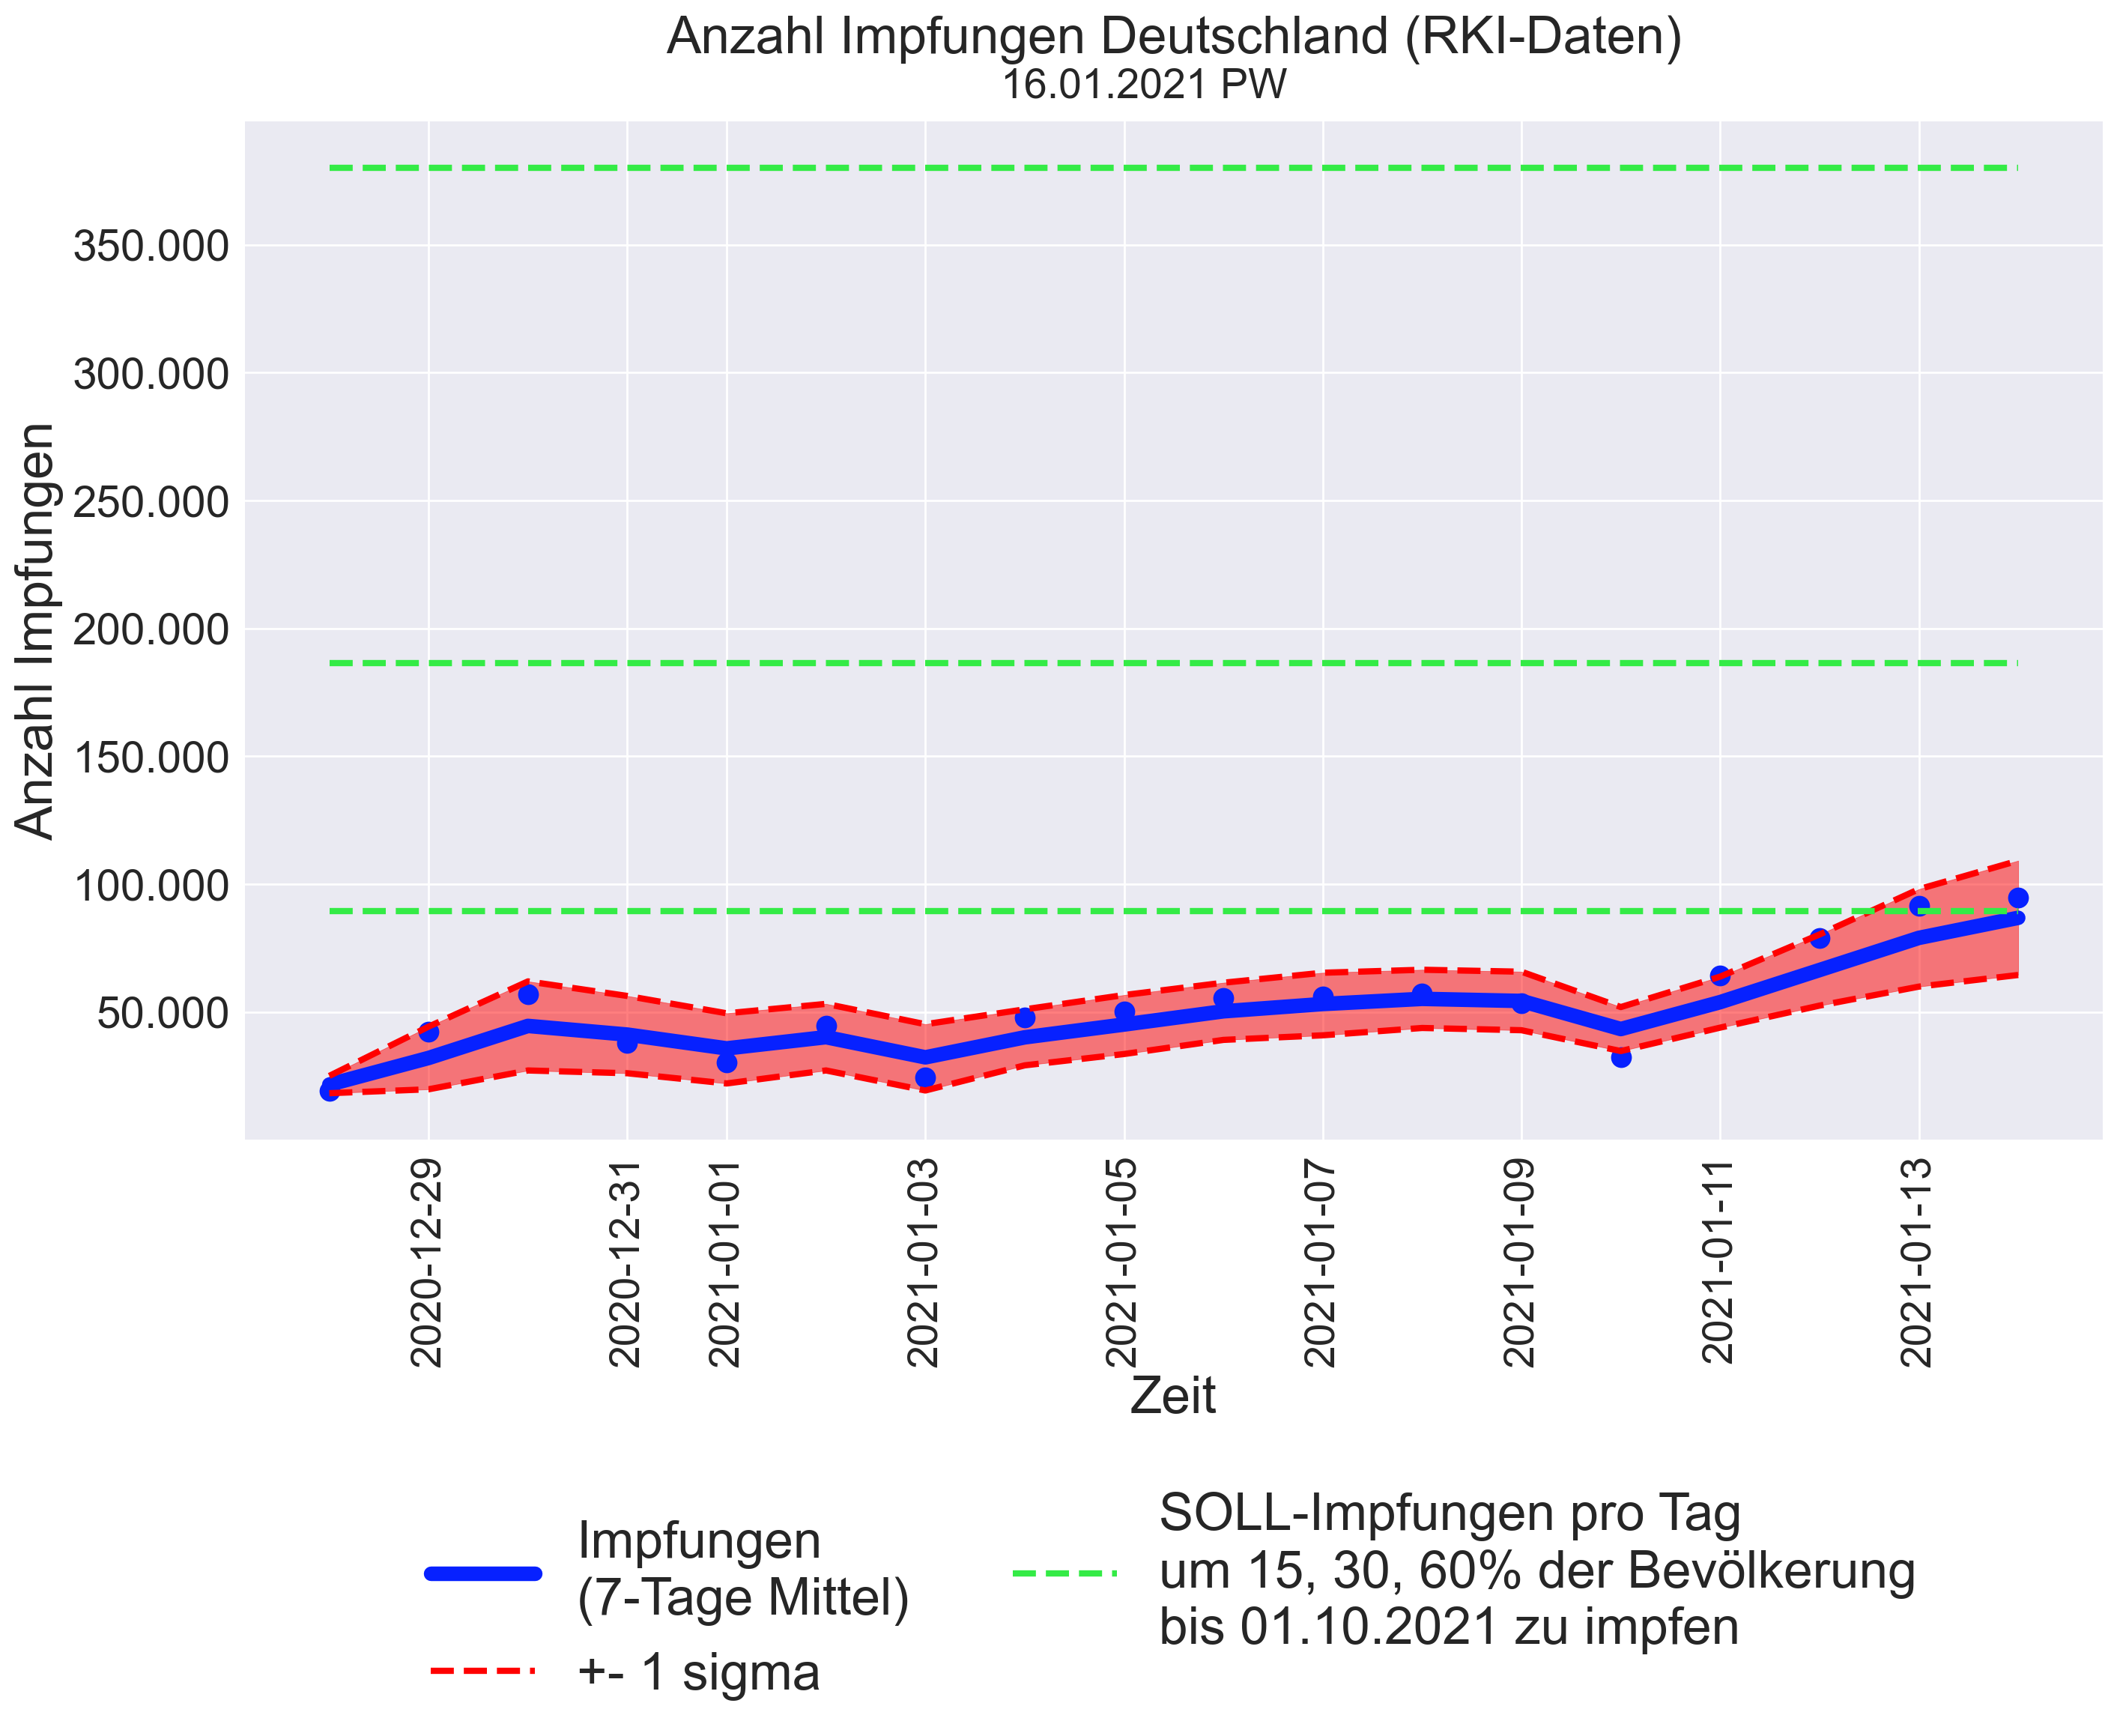 Anzahl Impfungen Deutschland (RKI-Daten)
16.01.2021 PW
Anzahl Impfungen
350.000
300.000
250.000
200.000
150.000
100.000
50.000
2020-12-29
2020-12-31
2021-01-01
2021-01-03
2021-01-05
2021-01-07
2021-01-09
2021-01-11
2021-01-13
Zeit
Impfungen
(7-Tage Mittel)
+- 1 sigma
SOLL-Impfungen pro Tag
um 15, 30, 60% der Bevölkerung
bis 01.10.2021 zu impfen